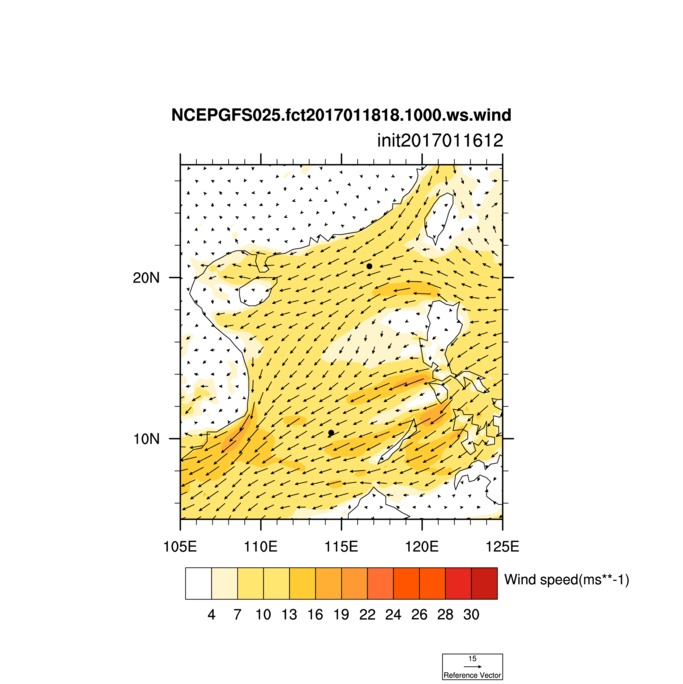 NCEPGFS025.fct2017011818.1000.ws.wind
init2017011612
20N
10N
105E 110E 115E 120E 125E
Wind speed(ms**-1)
4 7 10 13 16 19 22 24 26 28 30
15
Reference Vector